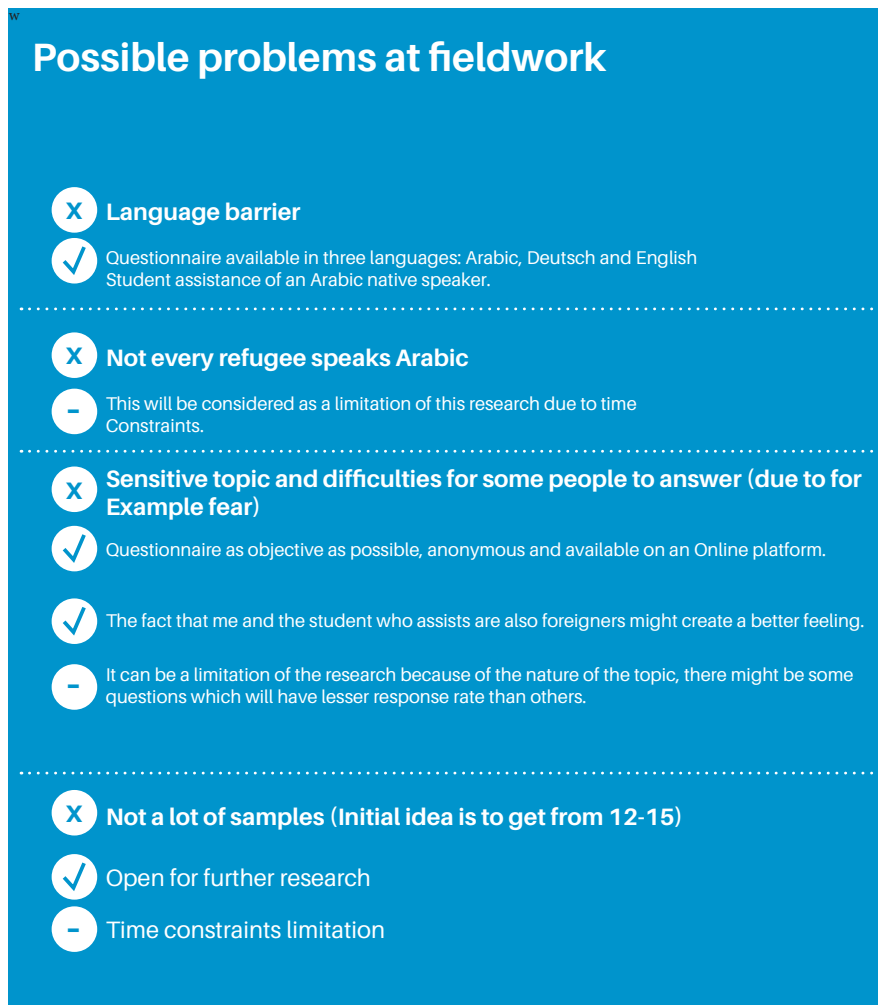 w
Possible problems at fieldwork
x Language barrier
✓ Questionnaire available in three languages: Arabic, Deutsch and English
Student assistance of an Arabic native speaker.
x Not every refugee speaks Arabic
- This will be considered as a limitation of this research due to time
Constraints.
x Sensitive topic and difficulties for some people to answer (due to for
Example fear)
✓ Questionnaire as objective as possible, anonymous and available on an Online platform.
✓ The fact that me and the student who assists are also foreigners might create a better feeling.
- It can be a limitation of the research because of the nature of the topic, there might be some
questions which will have lesser response rate than others.
x Not a lot of samples (Initial idea is to get from 12-15)
✓ Open for further research
- Time constraints limitation